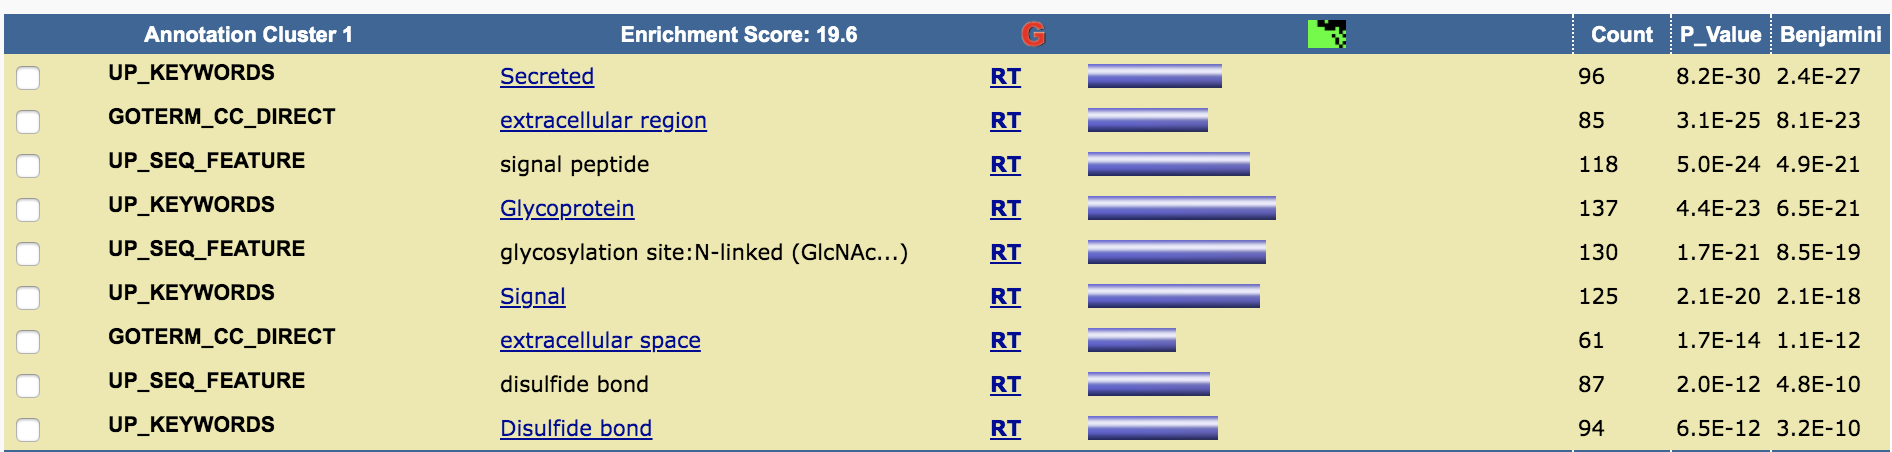 Annotation Cluster 1 Enrichment Score: 19.6 G Count P_Value Benjamini
UP_KEYWORDS Secreted RT 96 8.2E-30 2.4E-27
GOTERM_CC_DIRECT extracellular region RT 85 3.1E-25 8.1E-23
UP_SEQ_FEATURE signal peptide RT 118 5.0E-24 4.9E-21
UP_KEYWORDS Glycoprotein RT 137 4.4E-23 6.5E-21
UP_SEQ_FEATURE glycosylation site:N-linked (GlcNAc...) RT 130 1.7E-21 8.5E-19
UP_KEYWORDS Signal RT 125 2.1E-20 2.1E-18
GOTERM_CC_DIRECT extracellular space RT 61 1.7E-14 1.1E-12
UP_SEQ_FEATURE disulfide bond RT 87 2.0E-12 4.8E-10
UP_KEYWORDS Disulfide bond RT 94 6.5E-12 3.2E-10